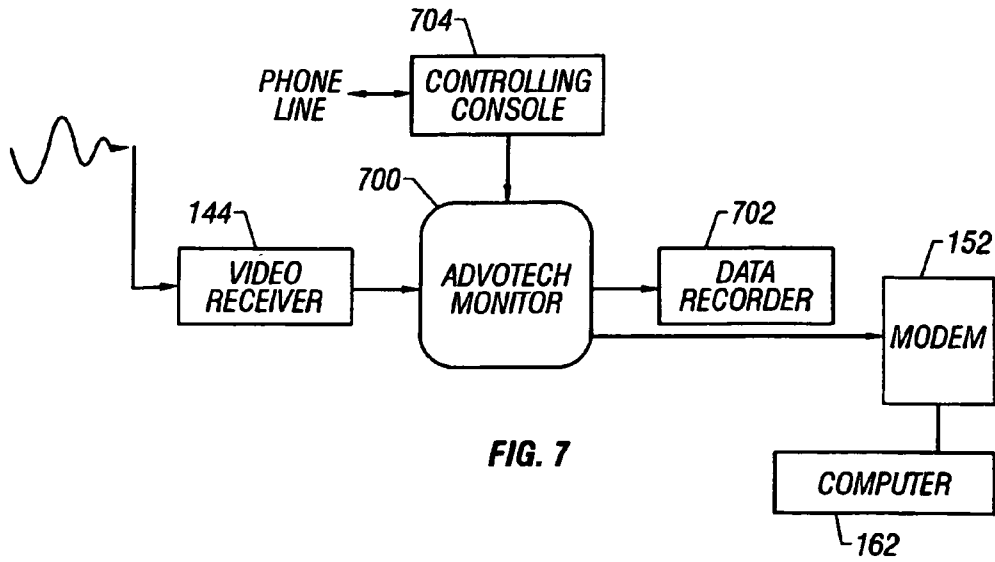 704
PHONE
LINE
CONTROLLING
CONSOLE
700
144
VIDEO
RECEIVER
ADVOTECH
MONITOR
702
DATA
RECORDER
152
MODEM
FIG. 7
COMPUTER
162